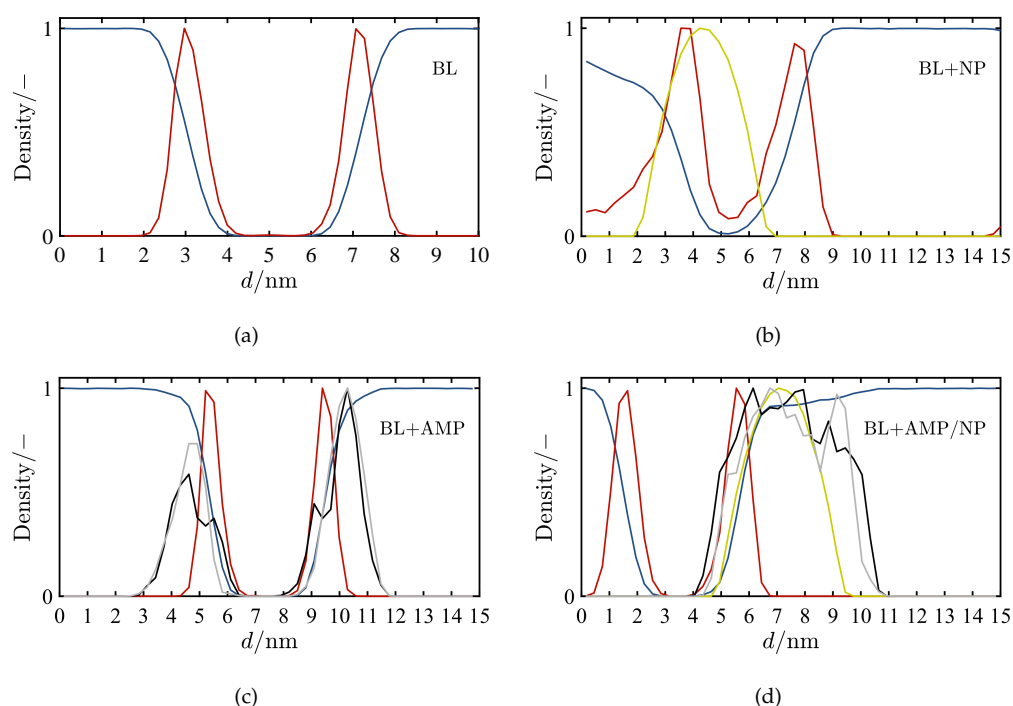 Density/−
1
0
BL
0 1 2 3 4 5 6 7 8 9 10
d/nm
(a)
Density/−
1
0
BL+NP
0 1 2 3 4 5 6 7 8 9 10 11 12 13 14 15
d/nm
(b)
Density/−
1
0
BL+AMP
0 1 2 3 4 5 6 7 8 9 10 11 12 13 14 15
d/nm
(c)
Density/−
1
0
BL+AMP/NP
0 1 2 3 4 5 6 7 8 9 10 11 12 13 14 15
d/nm
(d)